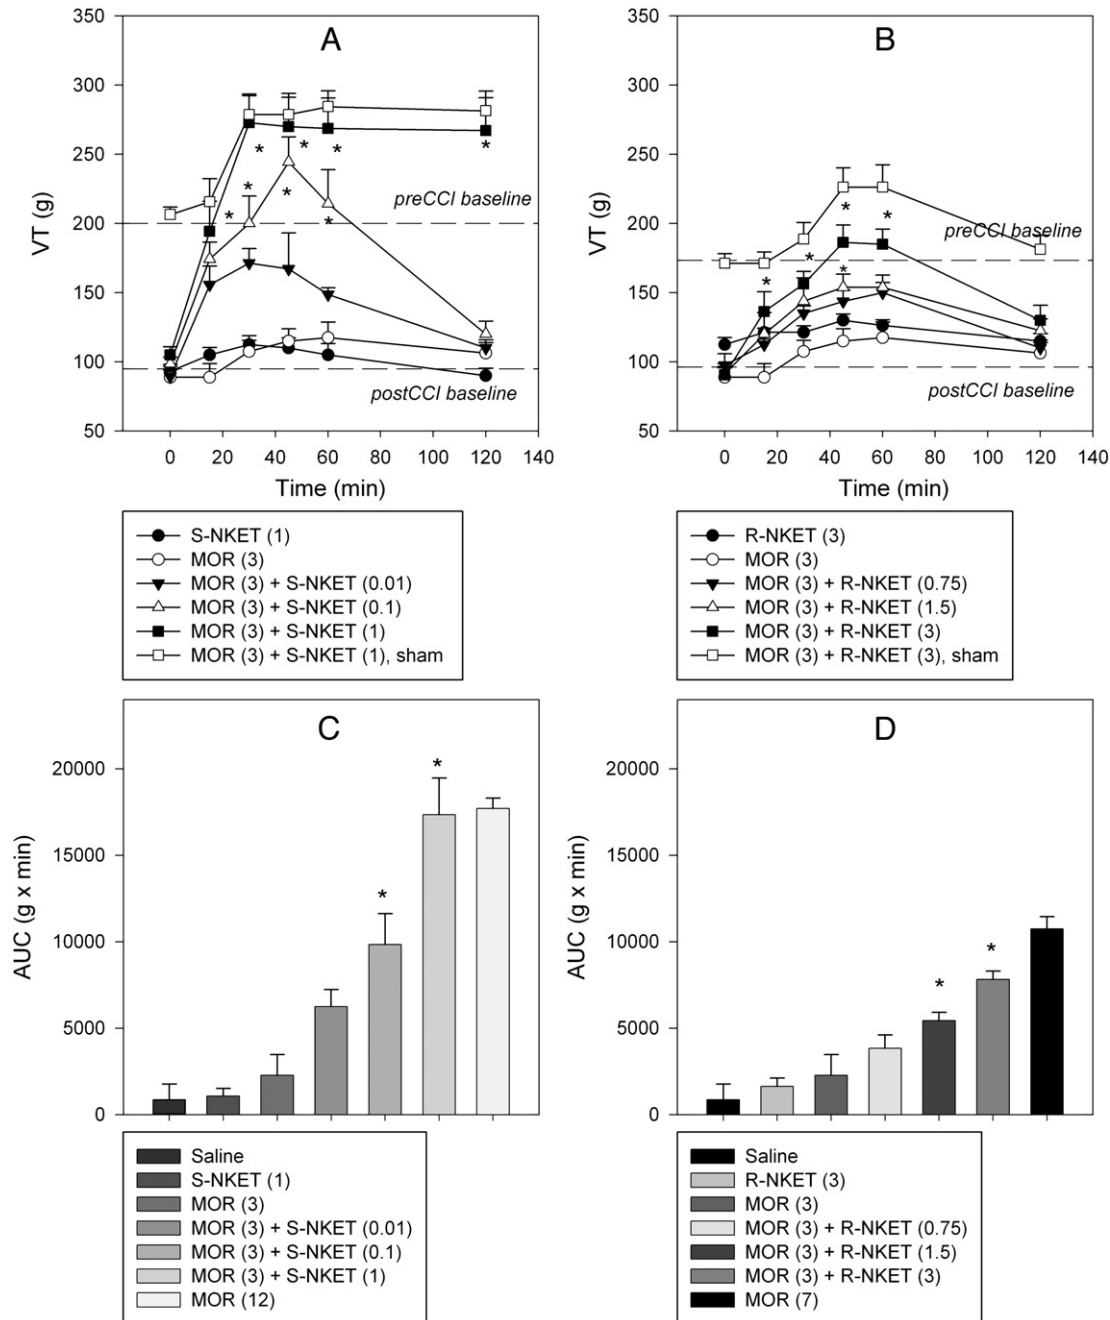 A
350
300
250
200
150
100
50
VT (g)
preCCI baseline
postCCI baseline
* * * *
* * * *
*
0 20 40 60 80 100 120 140
Time (min)
S-NKET (1)
MOR (3)
MOR (3) + S-NKET (0.01)
MOR (3) + S-NKET (0.1)
MOR (3) + S-NKET (1)
MOR (3) + S-NKET (1), sham
B
350
300
250
200
150
100
50
VT (g)
preCCI baseline
postCCI baseline
* *
* * *
0 20 40 60 80 100 120 140
Time (min)
R-NKET (3)
MOR (3)
MOR (3) + R-NKET (0.75)
MOR (3) + R-NKET (1.5)
MOR (3) + R-NKET (3)
MOR (3) + R-NKET (3), sham
C
20000
15000
10000
5000
0
AUC (g x min)
*
*
Saline
S-NKET (1)
MOR (3)
MOR (3) + S-NKET (0.01)
MOR (3) + S-NKET (0.1)
MOR (3) + S-NKET (1)
MOR (12)
D
20000
15000
10000
5000
0
AUC (g x min)
*
*
Saline
R-NKET (3)
MOR (3)
MOR (3) + R-NKET (0.75)
MOR (3) + R-NKET (1.5)
MOR (3) + R-NKET (3)
MOR (7)